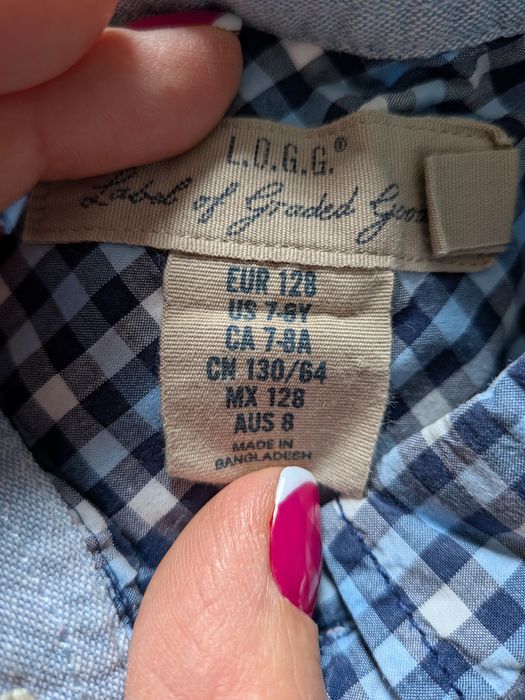 L.O.G.G.®
Label of Graded
EUR 128
US 7-8Y
CA 7-8A
CN 130/64
MX 128
AUS 8
MADE IN
BANGLADESH